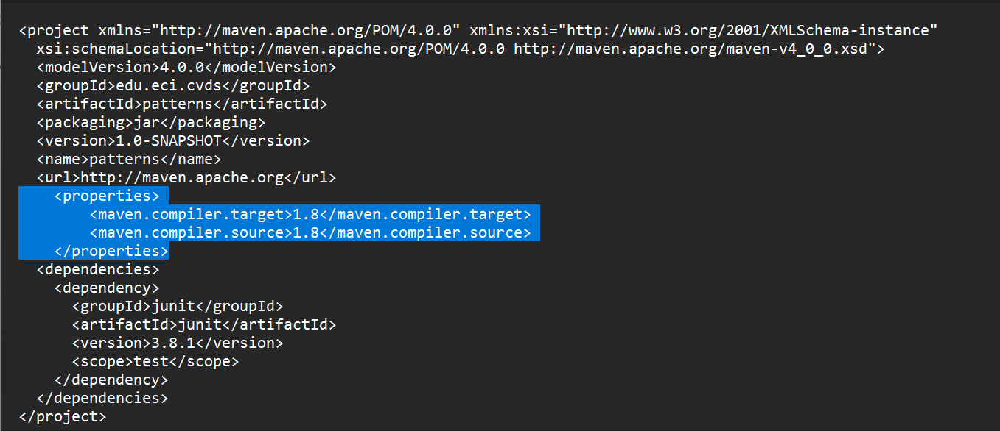 <project xmlns="http://maven.apache.org/POM/4.0.0" xmlns:xsi="http://www.w3.org/2001/XMLSchema-instance"
  xsi:schemaLocation="http://maven.apache.org/POM/4.0.0 http://maven.apache.org/maven-v4_0_0.xsd">
  <modelVersion>4.0.0</modelVersion>
  <groupId>edu.eci.cvds</groupId>
  <artifactId>patterns</artifactId>
  <packaging>jar</packaging>
  <version>1.0-SNAPSHOT</version>
  <name>patterns</name>
  <url>http://maven.apache.org</url>
    <properties>
        <maven.compiler.target>1.8</maven.compiler.target>
        <maven.compiler.source>1.8</maven.compiler.source>
    </properties>
  <dependencies>
    <dependency>
      <groupId>junit</groupId>
      <artifactId>junit</artifactId>
      <version>3.8.1</version>
      <scope>test</scope>
    </dependency>
  </dependencies>
</project>